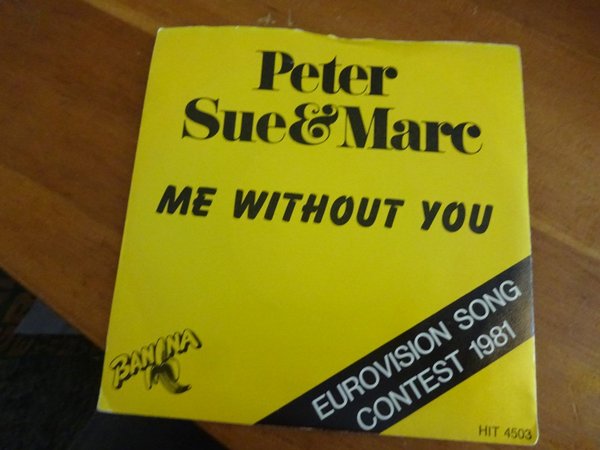 Peter
Sue & Marc
ME WITHOUT YOU
BANANA
EUROVISION SONG
CONTEST 1981
HIT 4503